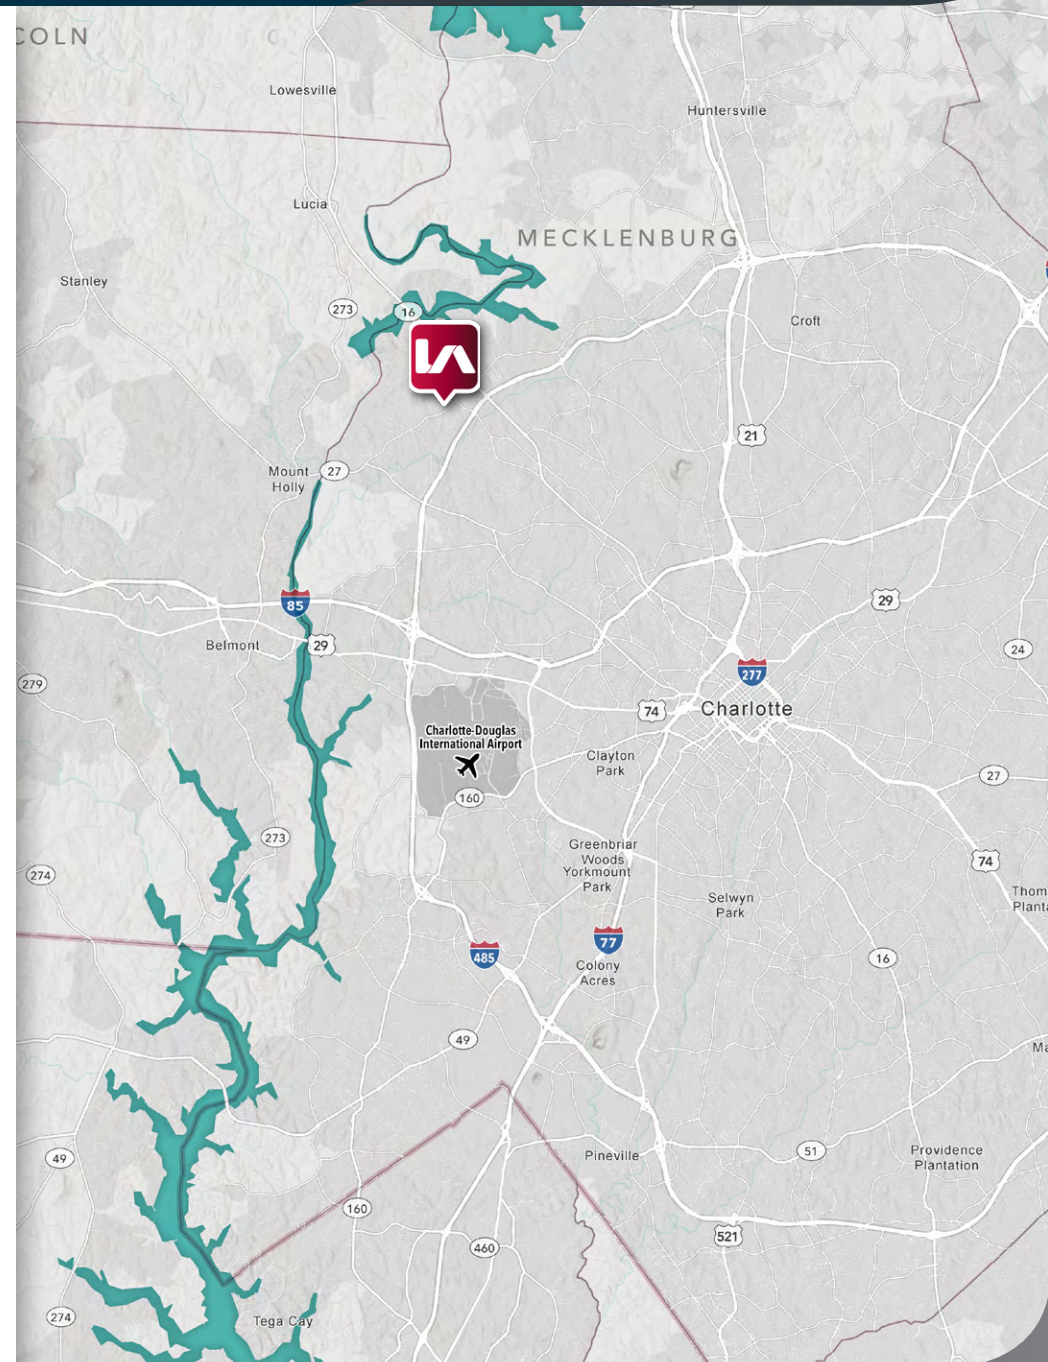 COLN
Lowesville
Huntersville
Lucia
MECKLENBURG
Stanley
273
16
Croft
LA
21
Mount
Holly
27
85
29
Belmont
29
24
277
279
74
Charlotte
Charlotte-Douglas
International Airport
Clayton
Park
27
160
273
Greenbriar
Woods
Yorkmount
Park
74
274
Selwyn
Park
Thom
Planta
77
485
16
Colony
Acres
49
Ma
Pineville
51
Providence
Plantation
49
160
521
460
274
Tega Cay